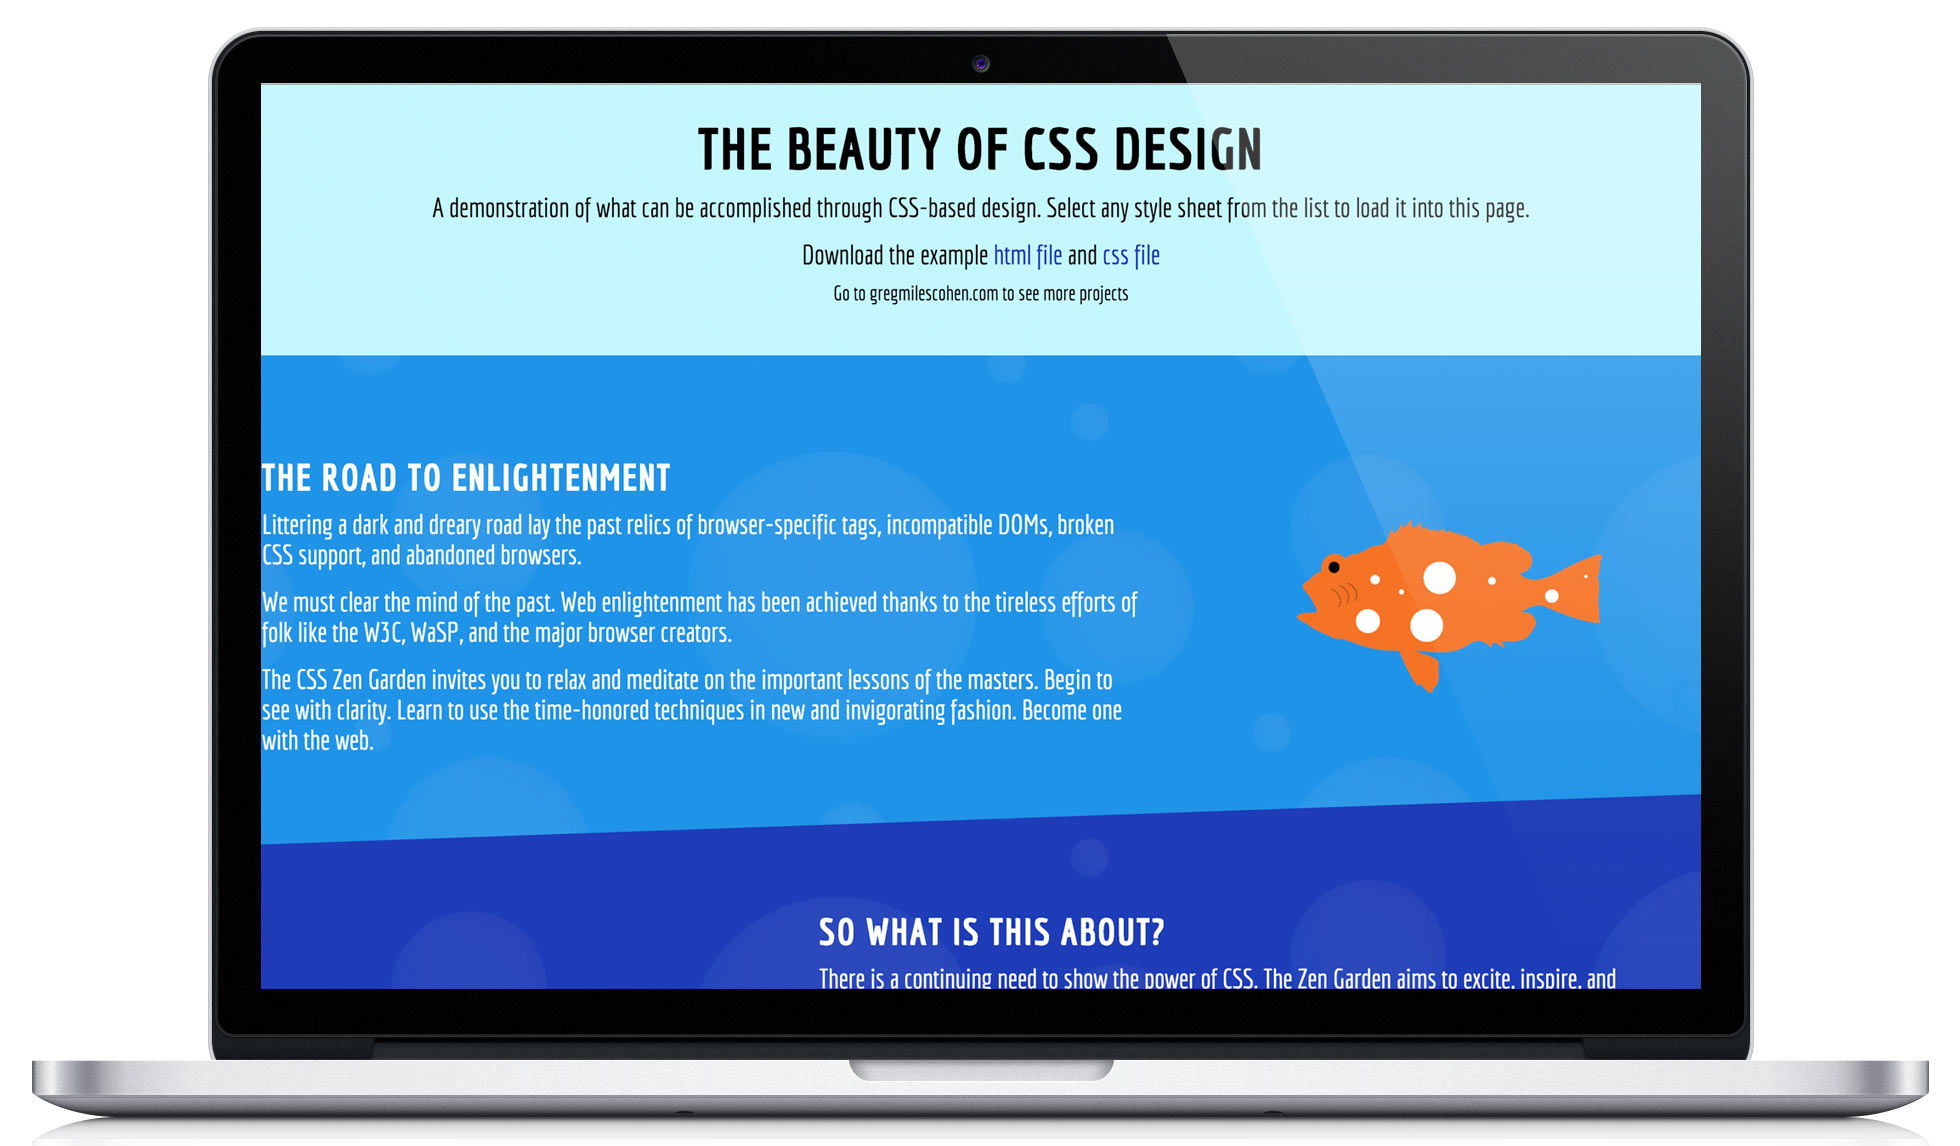 THE BEAUTY OF CSS DESIGN
A demonstration of what can be accomplished through CSS-based design. Select any style sheet from the list to load it into this page.
Download the example html file and css file
Go to gregmilescohen.com to see more projects
THE ROAD TO ENLIGHTENMENT
Littering a dark and dreary road lay the past relics of browser-specific tags, incompatible DOMs, broken
CSS support, and abandoned browsers.
We must clear the mind of the past. Web enlightenment has been achieved thanks to the tireless efforts of
folk like the W3C, WaSP, and the major browser creators.
The CSS Zen Garden invites you to relax and meditate on the important lessons of the masters. Begin to
see with clarity. Learn to use the time-honored techniques in new and invigorating fashion. Become one
with the web.
SO WHAT IS THIS ABOUT?
There is a continuing need to show the power of CSS. The Zen Garden aims to excite, inspire, and